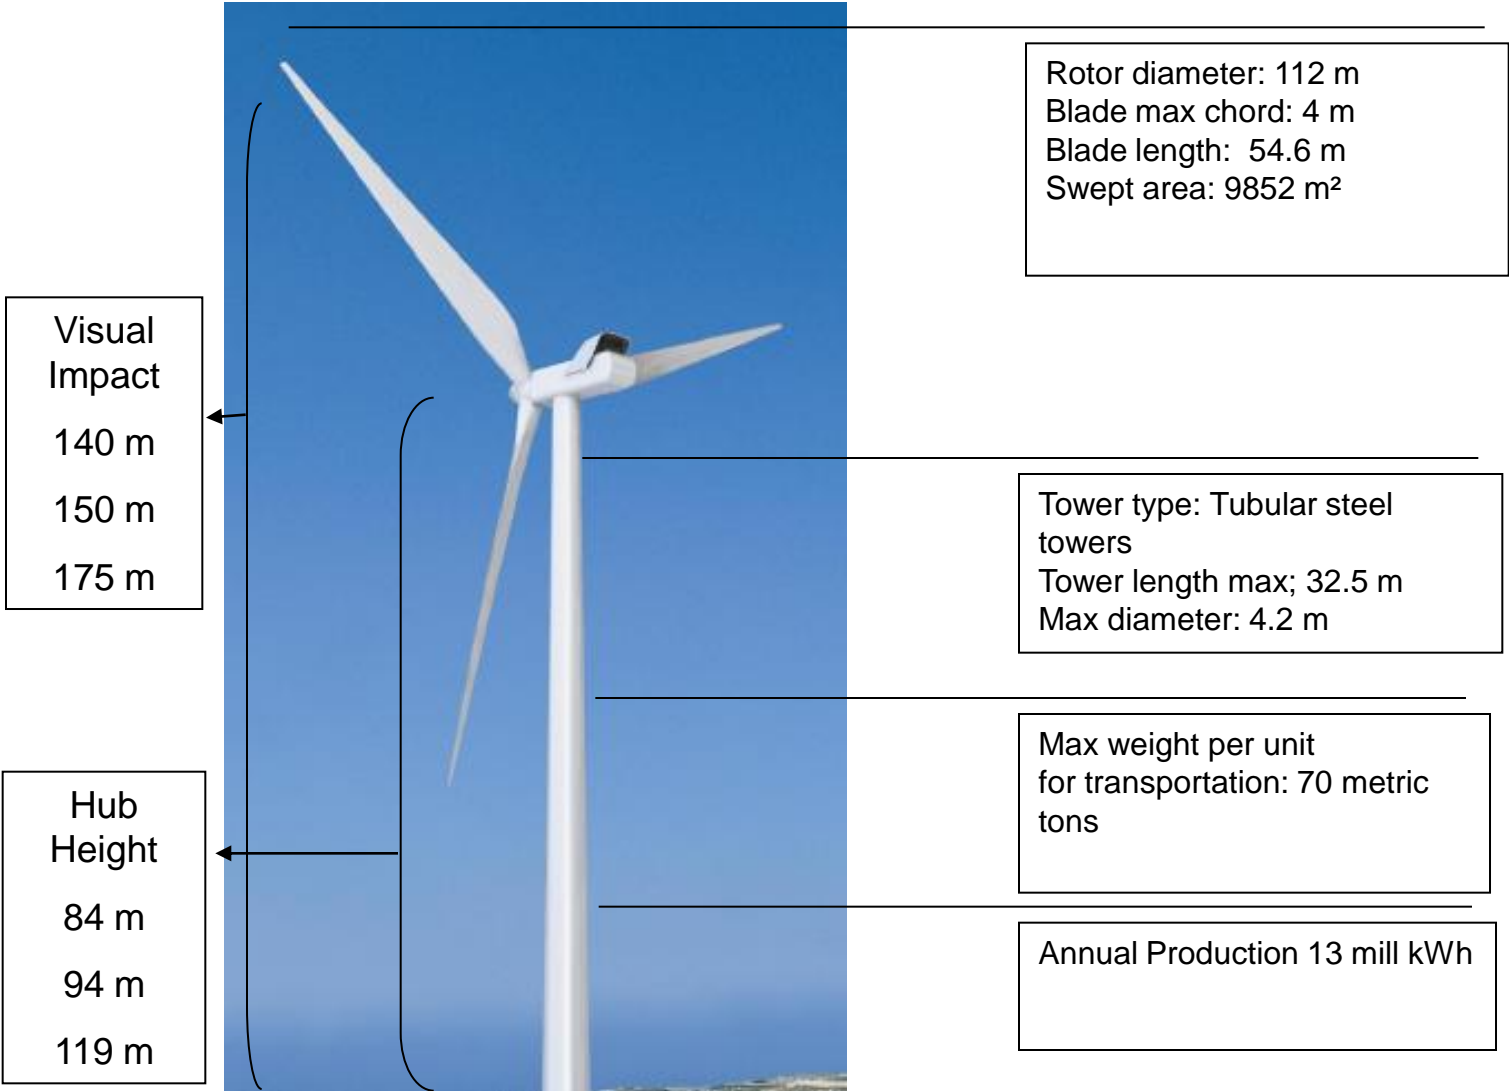 Rotor diameter: 112 m
Blade max chord: 4 m
Blade length:  54.6 m
Swept area: 9852 m²
Visual
Impact
140 m
150 m
175 m
Tower type: Tubular steel
towers
Tower length max; 32.5 m
Max diameter: 4.2 m
Max weight per unit
for transportation: 70 metric
tons
Hub
Height
84 m
94 m
119 m
Annual Production 13 mill kWh